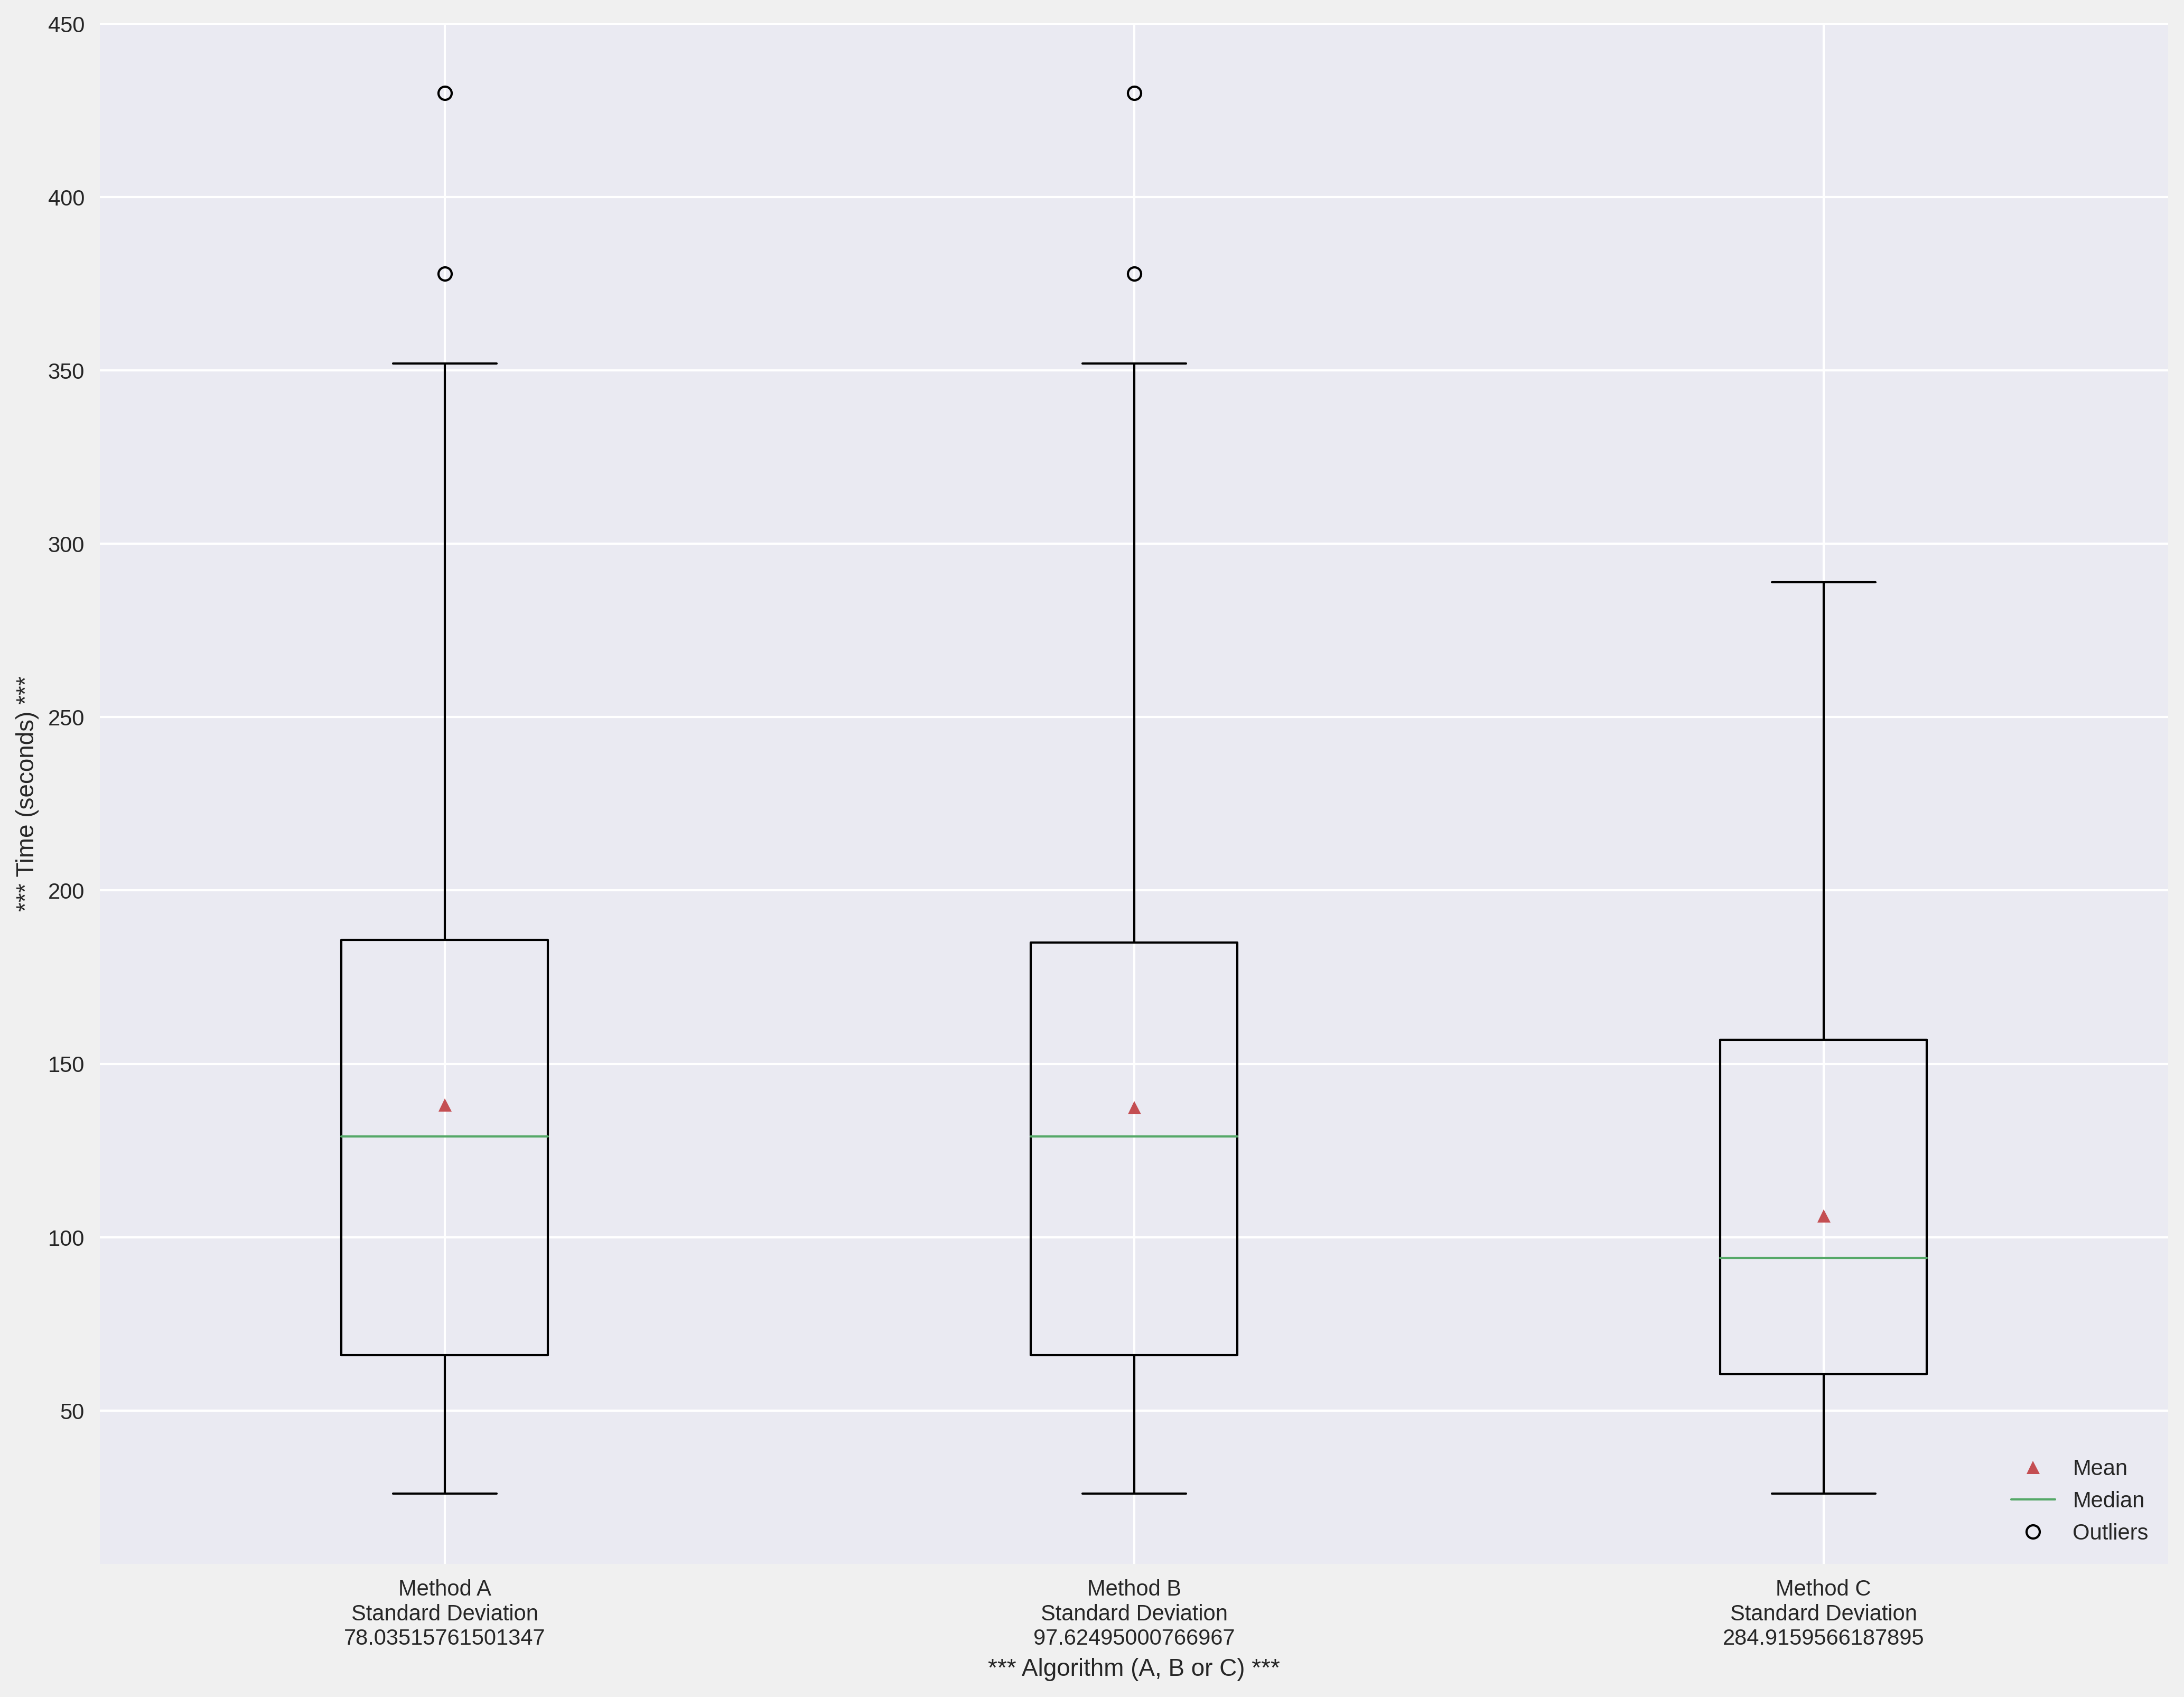 450
400
350
300
250
200
150
100
50
*** Time (seconds) ***
Mean
Median
Outliers
Method A
Standard Deviation
78.03515761501347
Method B
Standard Deviation
97.62495000766967
Method C
Standard Deviation
284.9159566187895
*** Algorithm (A, B or C) ***